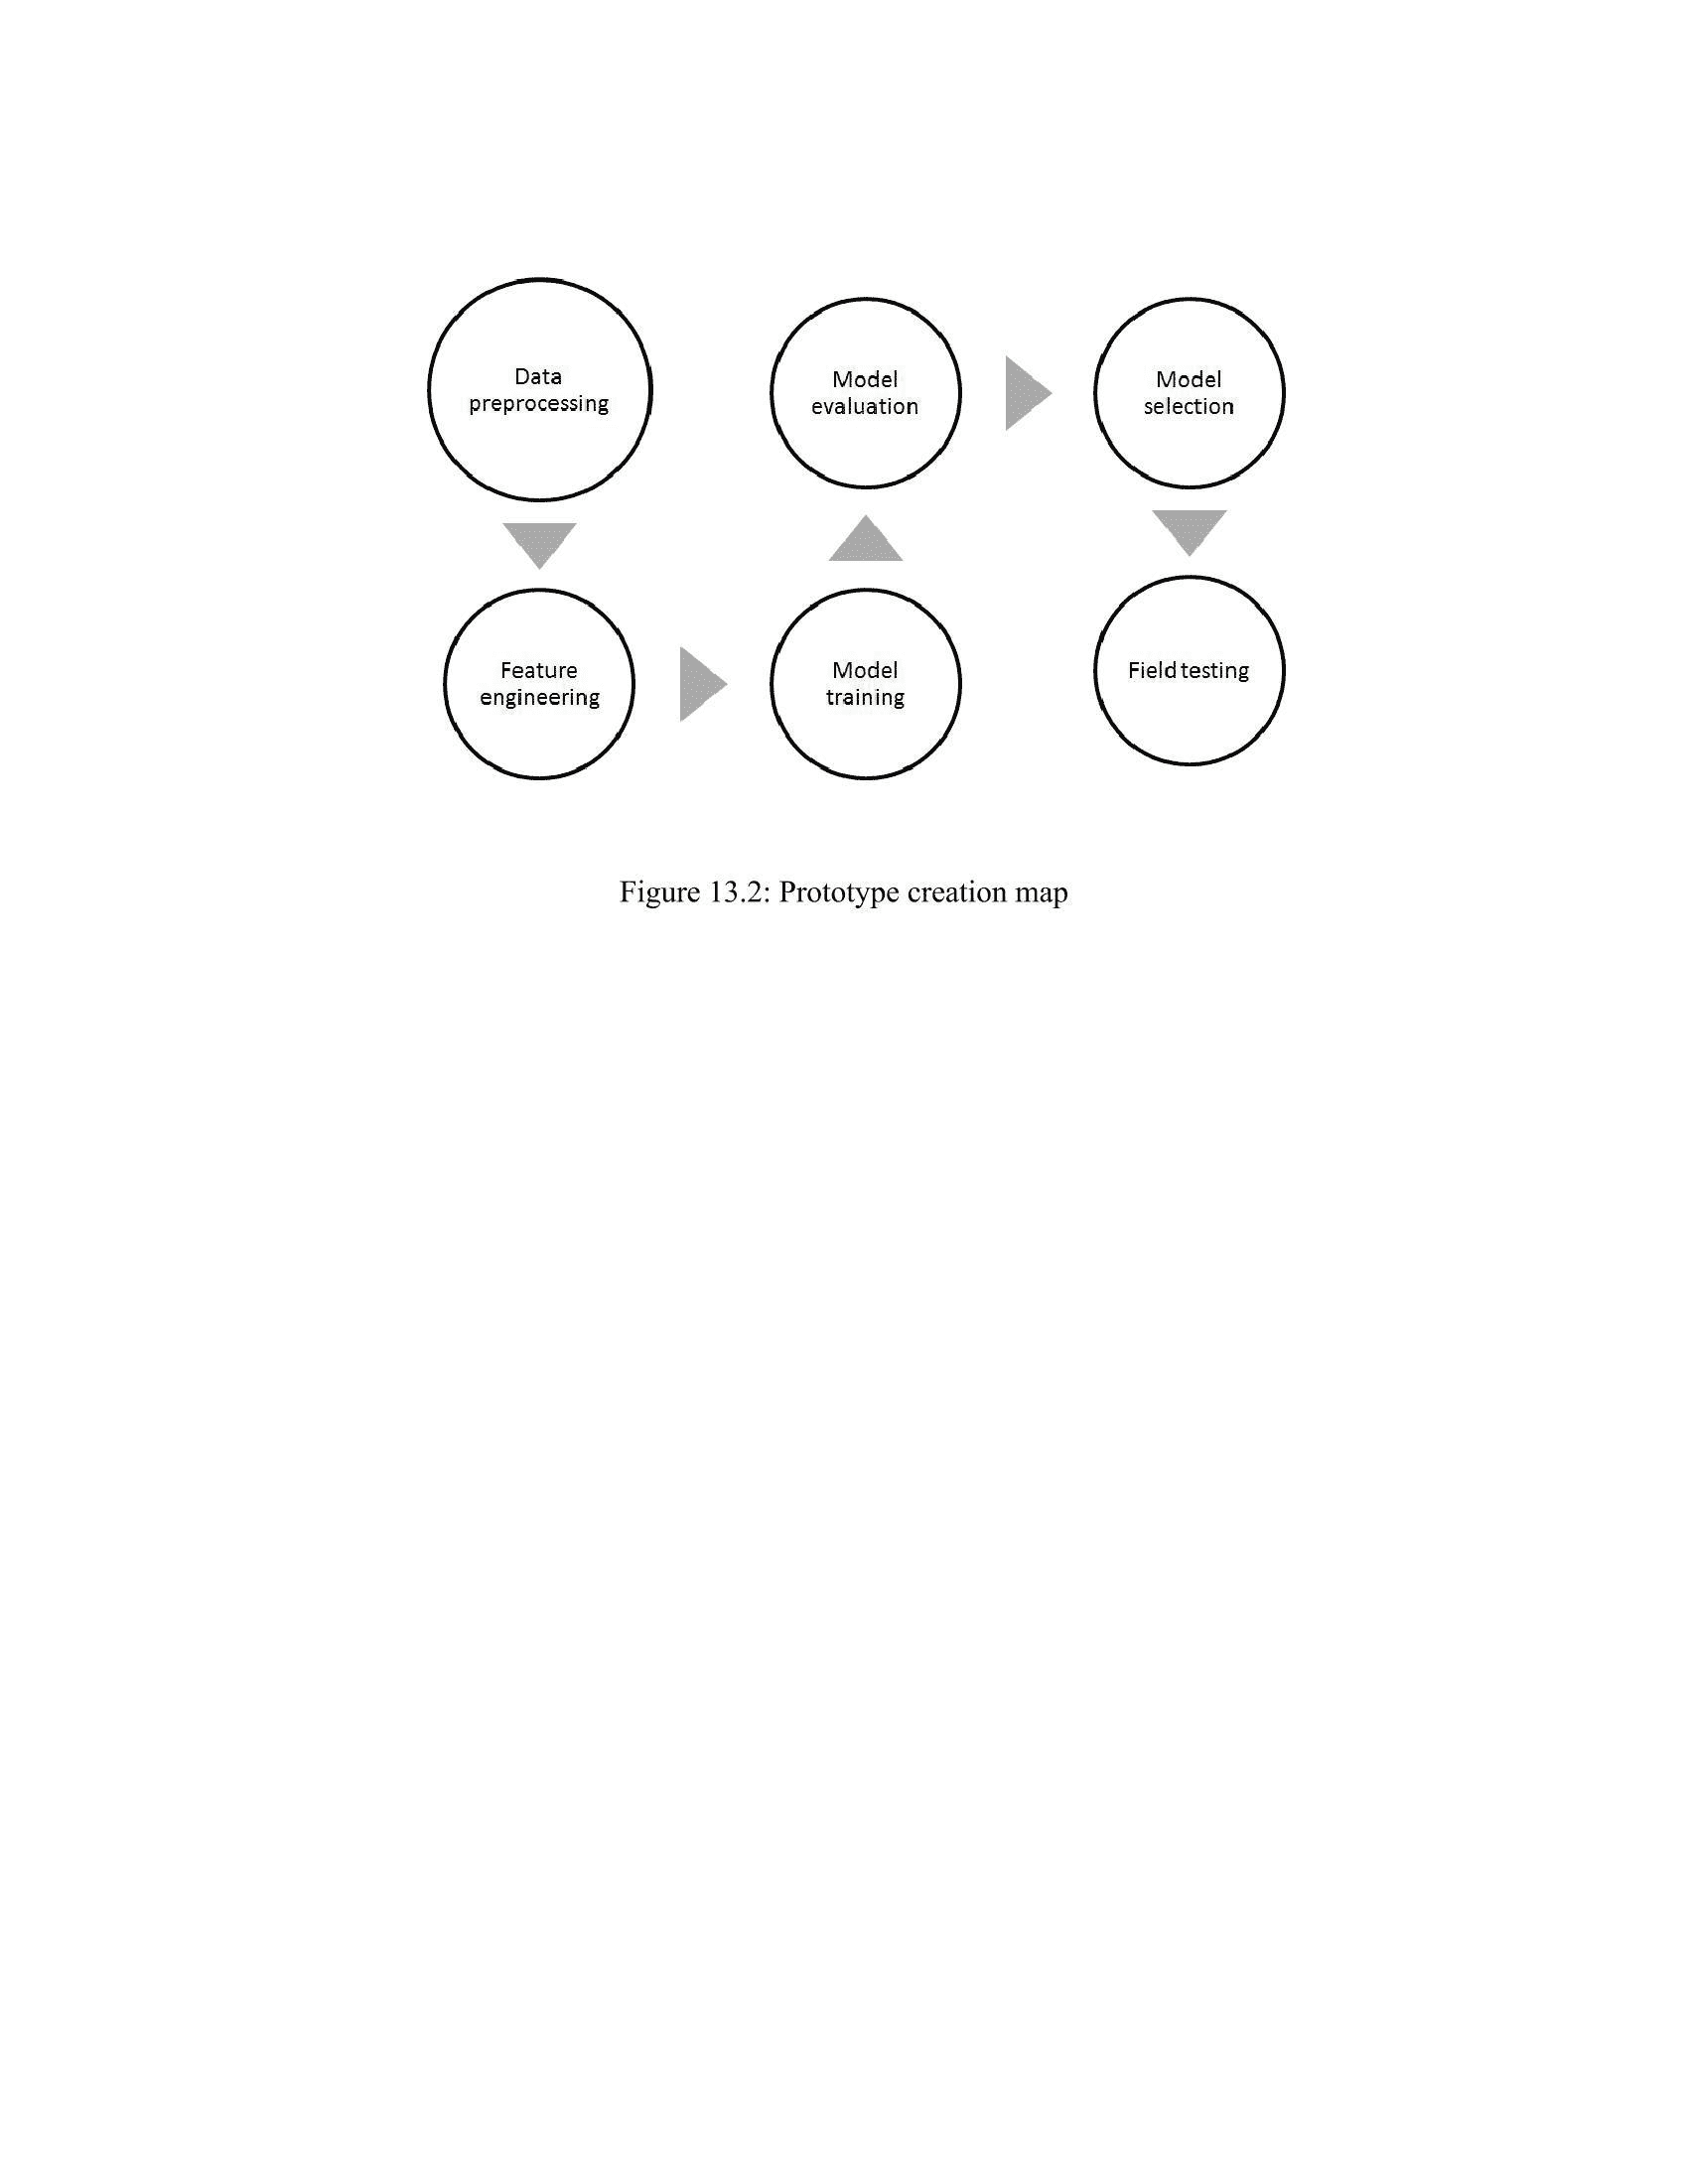 Data
preprocessing
Feature
engineering
Model
training
Model
evaluation
Model
selection
Field testing
Figure 13.2: Prototype creation map